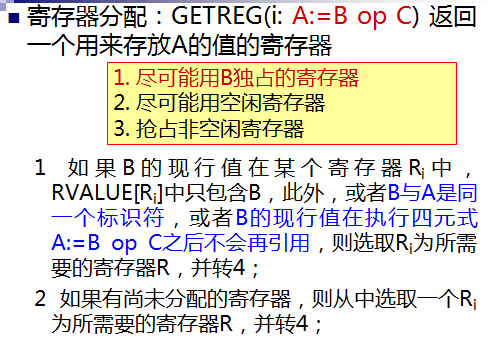 寄存器分配：GETREG(i: A:=B op C) 返回
一个用来存放A的值的寄存器
1. 尽可能用B独占的寄存器
2. 尽可能用空闲寄存器
3. 抢占非空闲寄存器
1 如果B的现行值在某个寄存器Ri中，
RVALUE[Ri]中只包含B，此外，或者B与A是同
一个标识符，或者B的现行值在执行四元式
A:=B op C之后不会再引用，则选取Ri为所需
要的寄存器R，并转4；
2 如果有尚未分配的寄存器，则从中选取一个Ri
为所需要的寄存器R，并转4；